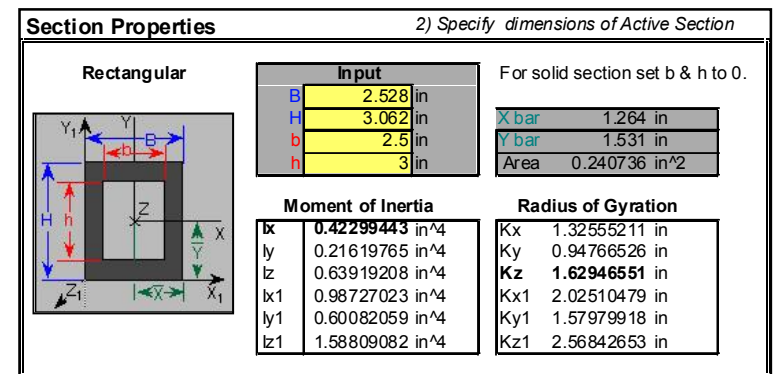 Section Properties 2) Specify dimensions of Active Section
Rectangular
Input
For solid section set b & h to 0.
B 2.528 in
H 3.062 in
b 2.5 in
h 3 in
X bar 1.264 in
Y bar 1.531 in
Area 0.240736 in^2
Y1 Y B
b
H h Z X
Y
Z1 X X1
Moment of Inertia
Ix 0.42299443 in^4
Iy 0.21619765 in^4
Iz 0.63919208 in^4
Ix1 0.98727023 in^4
Iy1 0.60082059 in^4
Iz1 1.58809082 in^4
Radius of Gyration
Kx 1.32555211 in
Ky 0.94766526 in
Kz 1.62946551 in
Kx1 2.02510479 in
Ky1 1.57979918 in
Kz1 2.56842653 in